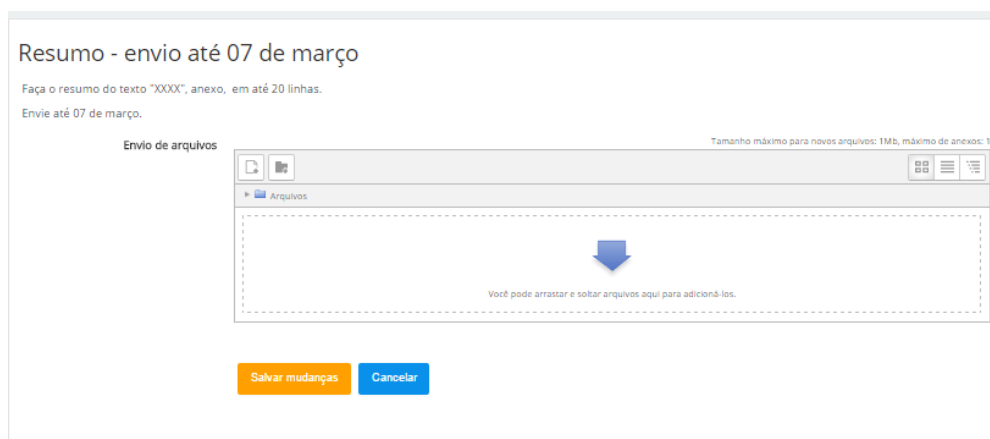 Resumo - envio até 07 de março
Faça o resumo do texto "XXXX", anexo, em até 20 linhas.
Envie até 07 de março.
Envio de arquivos
Tamanho máximo para novos arquivos: 1Mb, máximo de anexos: 1
Arquivos
Você pode arrastar e soltar arquivos aqui para adicioná-los.
Salvar mudanças
Cancelar